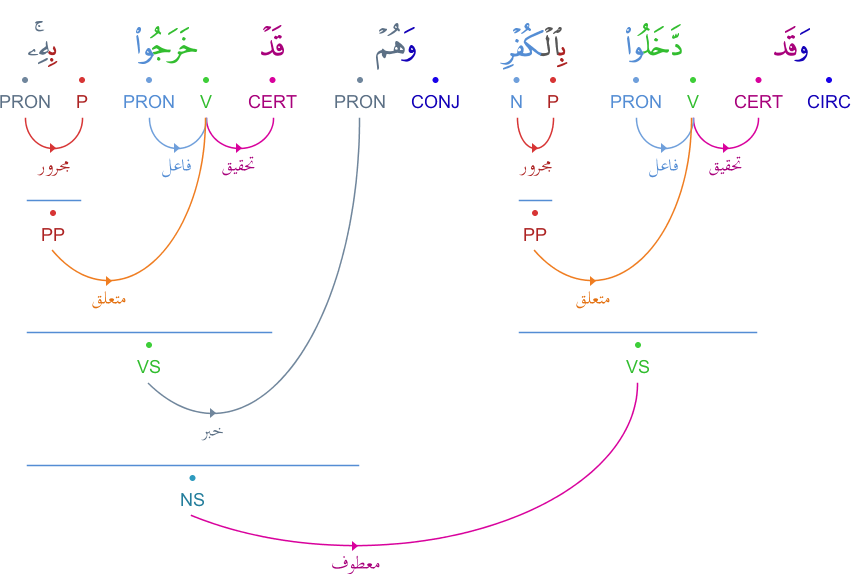 وَقَد دَّخَلُوا۟ بِٱلْكُفْرِ وَهُمْ قَدْ خَرَجُوا۟ بِهِۦ ۚ
CIRC CERT V PRON P N CONJ PRON CERT V PRON P PRON
تحقيق فاعل مجرور تحقيق فاعل مجرور
PP PP
متعلق متعلق
VS VS
خبر
NS
معطوف